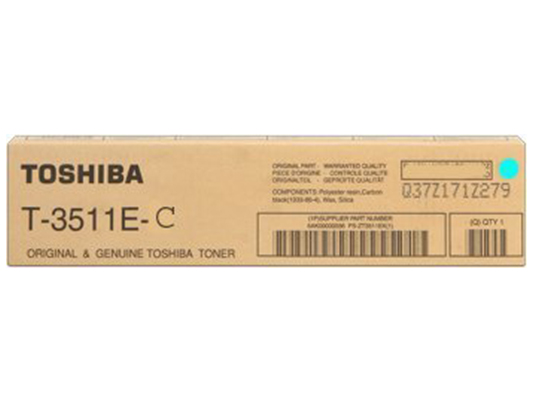 TOSHIBA
T-3511E-C
ORIGINAL & GENUINE TOSHIBA TONER
ORIGINAL PART - WARRANTED QUALITY
PIECE D'ORIGINE - CONTROLE QUALITE
ORIGINALTEIL - GEPRÜFTE QUALITÄT
COMPONENTS: Polyester resin,Carbon
black(1333-86-4), Wax, Silica
Q37Z171Z279
(1P)SUPPLIER PART NUMBER
(Q) QTY 1